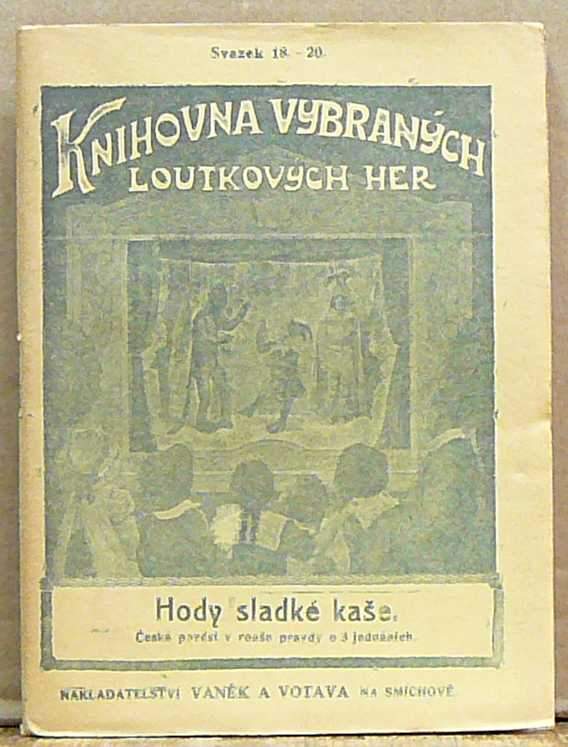 Svazek 18. - 20.
KNIHOVNA VYBRANÝCH
LOUTKOVÝCH HER
Hody sladké kaše.
Česká pověst v rouše pravdy o 3 jednáních.
NAKLADATELSTVÍ VANĚK A VOTAVA NA SMÍCHOVĚ